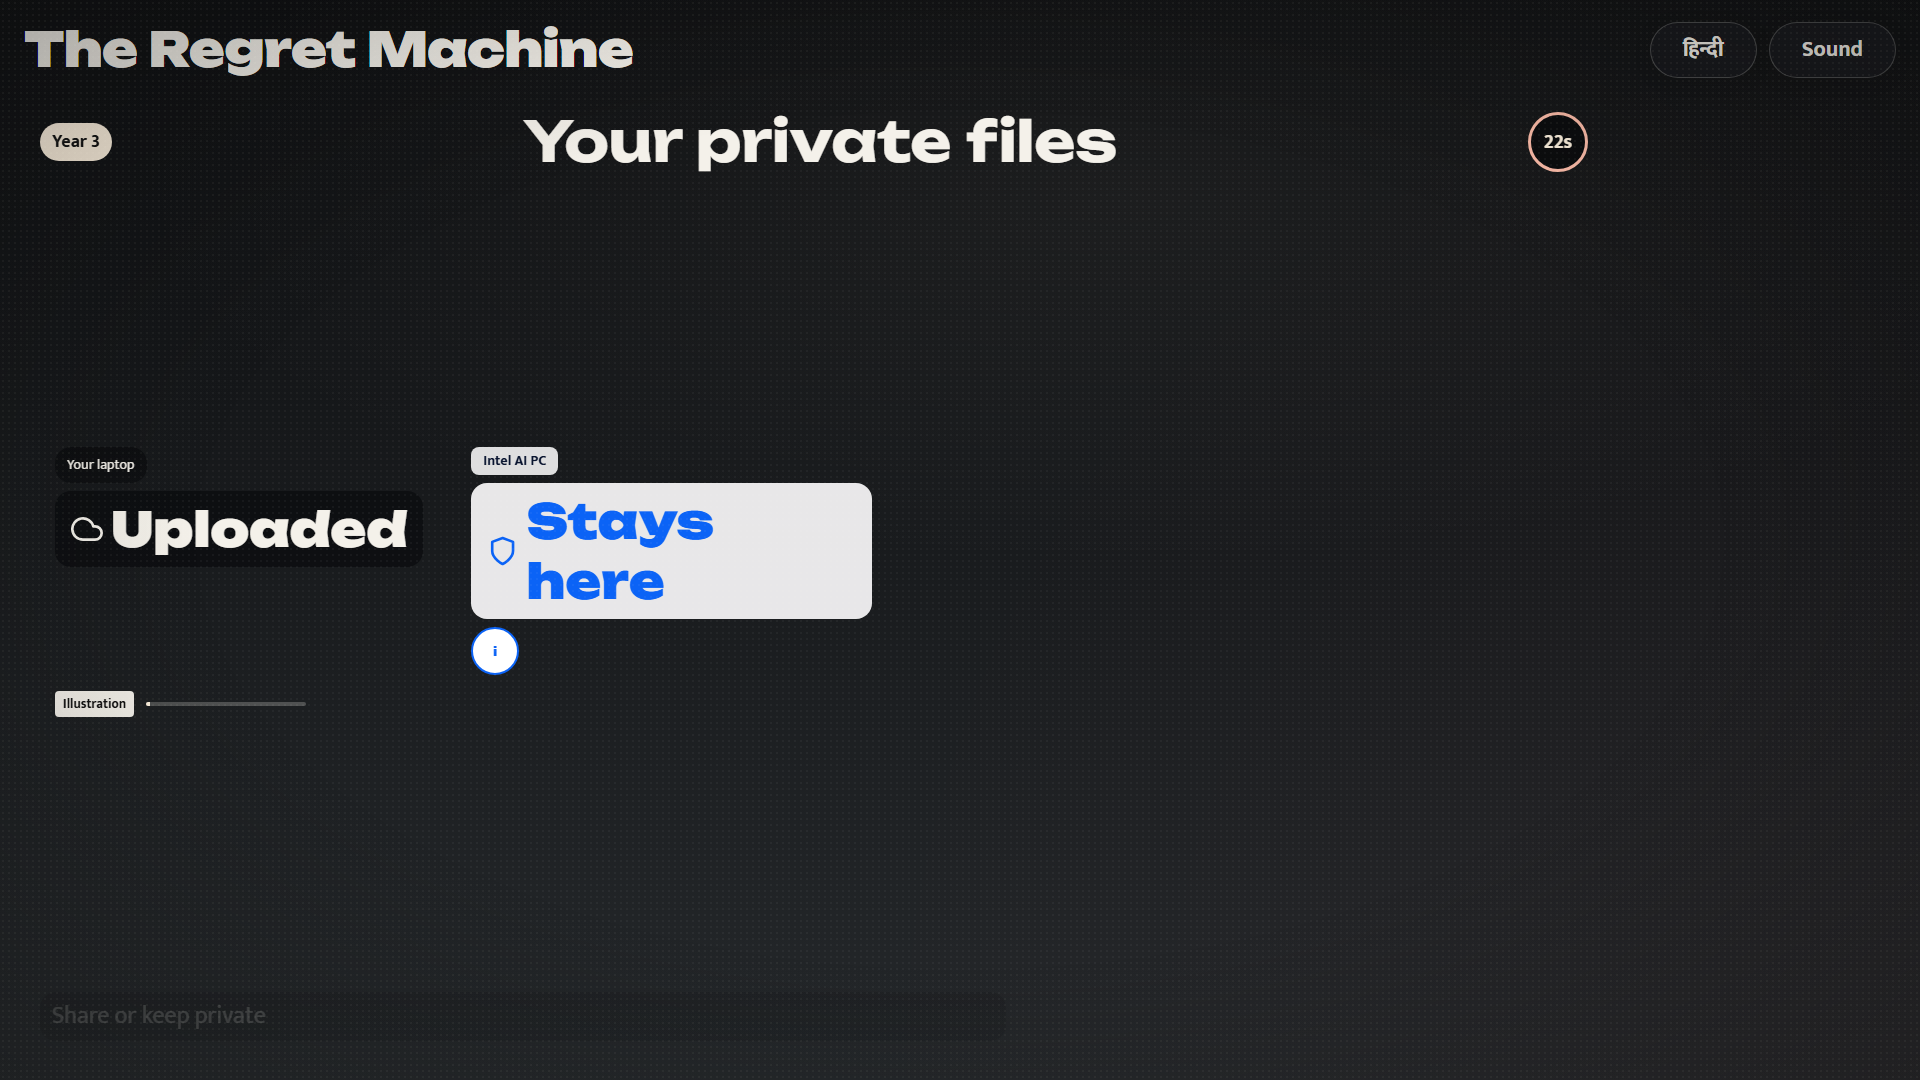 The Regret Machine
हिन्दी
Sound
Year 3
Your private files
22s
Your laptop
Uploaded
Intel AI PC
Stays
here
i
Illustration
Share or keep private